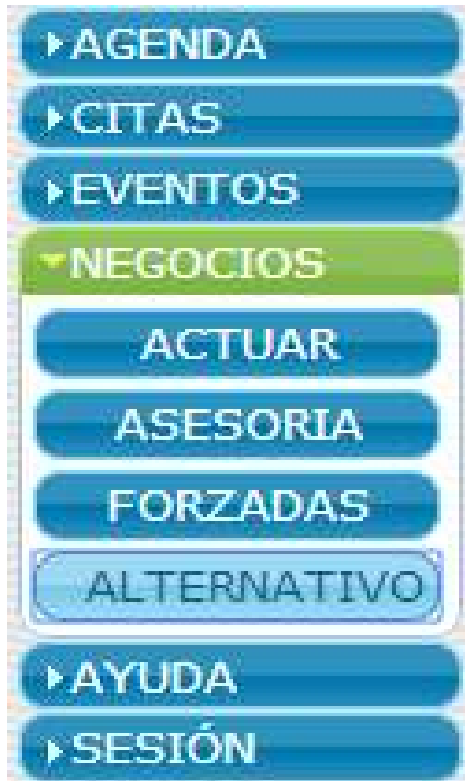 AGENDA
CITAS
EVENTOS
NEGOCIOS
ACTUAR
ASESORIA
FORZADAS
ALTERNATIVO
AYUDA
SESIÓN